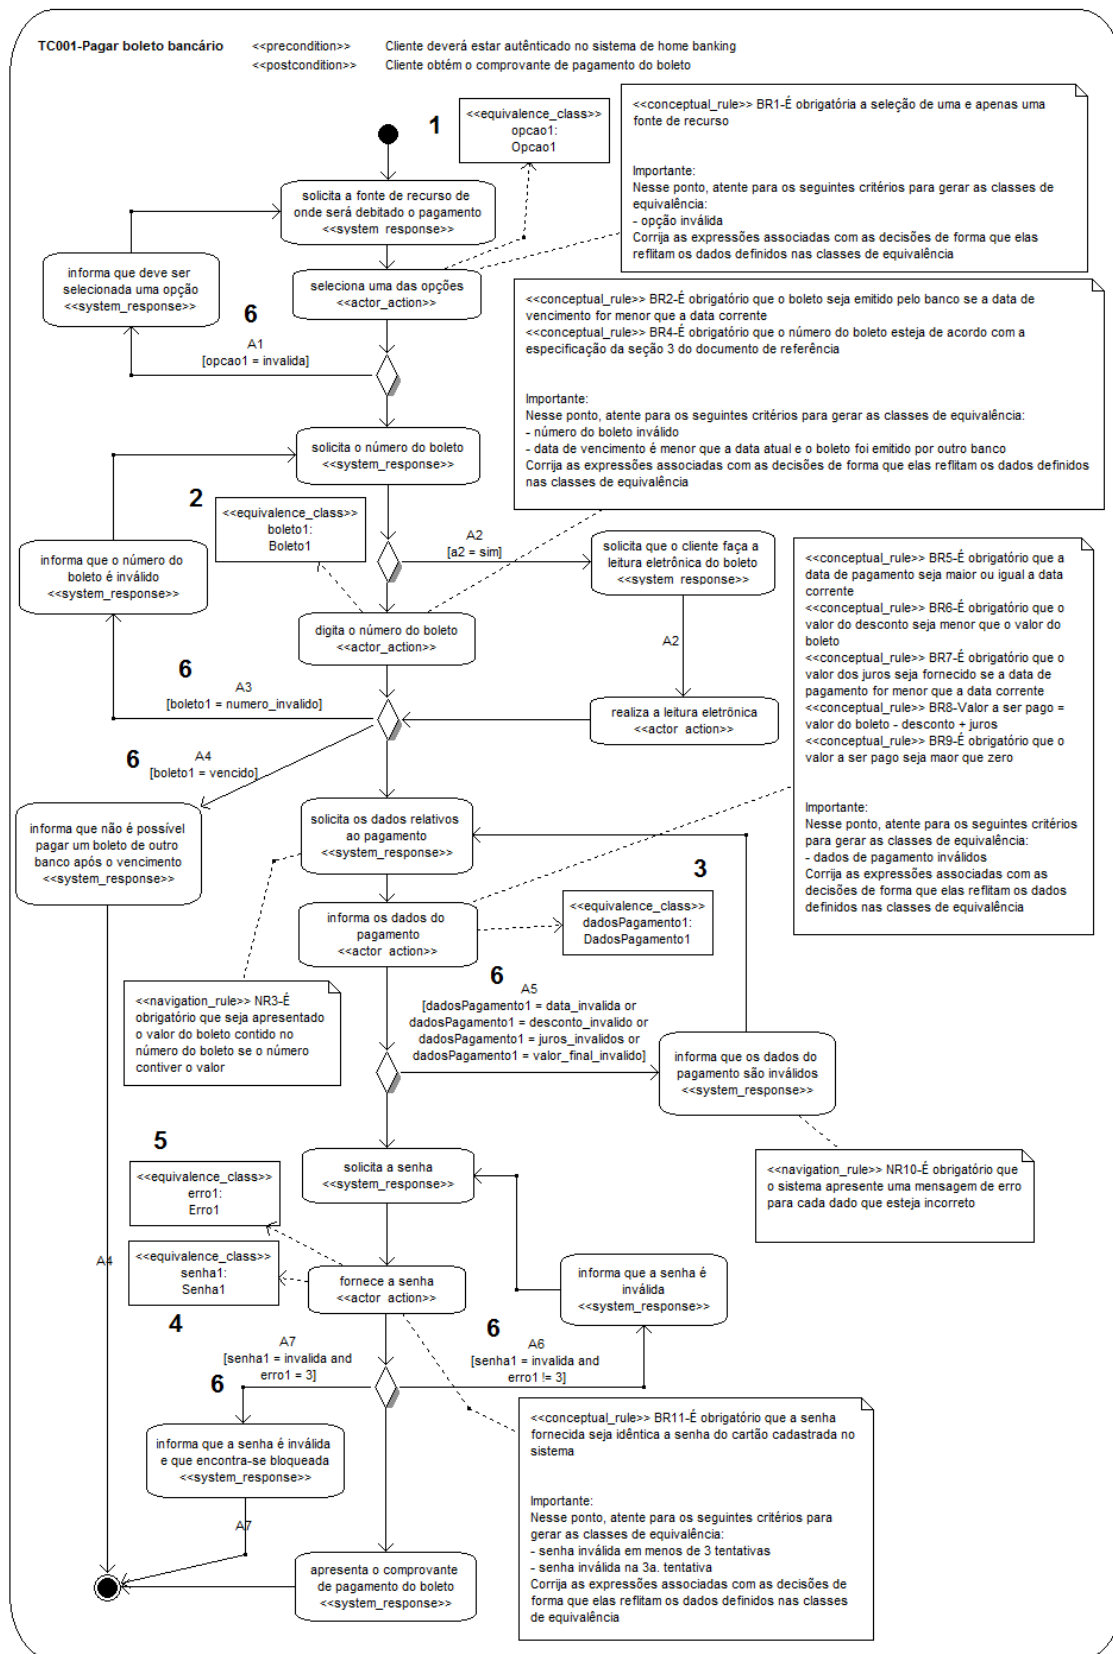 TC001-Pagar boleto bancário <<precondition>> Cliente deverá estar autênticado no sistema de home banking
<<postcondition>> Cliente obtém o comprovante de pagamento do boleto
1
<<equivalence_class>>
opcao1:
Opcao1
<<conceptual_rule>> BR1-É obrigatória a seleção de uma e apenas uma
fonte de recurso
Importante:
Nesse ponto, atente para os seguintes critérios para gerar as classes de
equivalência:
- opção inválida
Corrija as expressões associadas com as decisões de forma que elas
reflitam os dados definidos nas classes de equivalência
solicita a fonte de recurso de
onde será debitado o pagamento
<<system response>>
informa que deve ser
selecionada uma opção
<<system_response>>
seleciona uma das opções
<<actor_action>>
6
A1
[opcao1 = invalida]
<<conceptual_rule>> BR2-É obrigatório que o boleto seja emitido pelo banco se a data de
vencimento for menor que a data corrente
<<conceptual_rule>> BR4-É obrigatório que o número do boleto esteja de acordo com a
especificação da seção 3 do documento de referência
Importante:
Nesse ponto, atente para os seguintes critérios para gerar as classes de equivalência:
- número do boleto inválido
- data de vencimento é menor que a data atual e o boleto foi emitido por outro banco
Corrija as expressões associadas com as decisões de forma que elas reflitam os dados definidos
nas classes de equivalência
solicita o número do boleto
<<system_response>>
2
<<equivalence_class>>
boleto1:
Boleto1
A2
[a2 = sim]
solicita que o cliente faça a
leitura eletrônica do boleto
<<system response>>
informa que o número do
boleto é inválido
<<system_response>>
digita o número do boleto
<<actor_action>>
A2
<<conceptual_rule>> BR5-É obrigatório que a
data de pagamento seja maior ou igual a data
corrente
<<conceptual_rule>> BR6-É obrigatório que o
valor do desconto seja menor que o valor do
boleto
<<conceptual_rule>> BR7-É obrigatório que o
valor dos juros seja fornecido se a data de
pagamento for menor que a data corrente
<<conceptual_rule>> BR8-Valor a ser pago =
valor do boleto - desconto + juros
<<conceptual_rule>> BR9-É obrigatório que o
valor a ser pago seja maor que zero
Importante:
Nesse ponto, atente para os seguintes critérios
para gerar as classes de equivalência:
- dados de pagamento inválidos
Corrija as expressões associadas com as
decisões de forma que elas reflitam os dados
definidos nas classes de equivalência
6
A3
[boleto1 = numero_invalido]
realiza a leitura eletrônica
<<actor action>>
6
A4
[boleto1 = vencido]
informa que não é possível
pagar um boleto de outro
banco após o vencimento
<<system_response>>
solicita os dados relativos
ao pagamento
<<system_response>>
3
<<equivalence_class>>
dadosPagamento1:
DadosPagamento1
informa os dados do
pagamento
<<actor action>>
6
A5
[dadosPagamento1 = data_invalida or
dadosPagamento1 = desconto_invalido or
dadosPagamento1 = juros_invalidos or
dadosPagamento1 = valor_final_invalido]
<<navigation_rule>> NR3-É
obrigatório que seja apresentado
o valor do boleto contido no
número do boleto se o número
contiver o valor
informa que os dados do
pagamento são inválidos
<<system_response>>
5
<<equivalence_class>>
erro1:
Erro1
solicita a senha
<<system_response>>
<<navigation_rule>> NR10-É obrigatório que
o sistema apresente uma mensagem de erro
para cada dado que esteja incorreto
A4
<<equivalence_class>>
senha1:
Senha1
4
fornece a senha
<<actor action>>
informa que a senha é
inválida
<<system_response>>
A7
[senha1 = invalida and
erro1 = 3]
6
6
A6
[senha1 = invalida and
erro1 != 3]
informa que a senha é inválida
e que encontra-se bloqueada
<<system_response>>
<<conceptual_rule>> BR11-É obrigatório que a senha
fornecida seja idêntica a senha do cartão cadastrada no
sistema
Importante:
Nesse ponto, atente para os seguintes critérios para
gerar as classes de equivalência:
- senha inválida em menos de 3 tentativas
- senha inválida na 3a. tentativa
Corrija as expressões associadas com as decisões de
forma que elas reflitam os dados definidos nas classes
de equivalência
A7
apresenta o comprovante
de pagamento do boleto
<<system_response>>